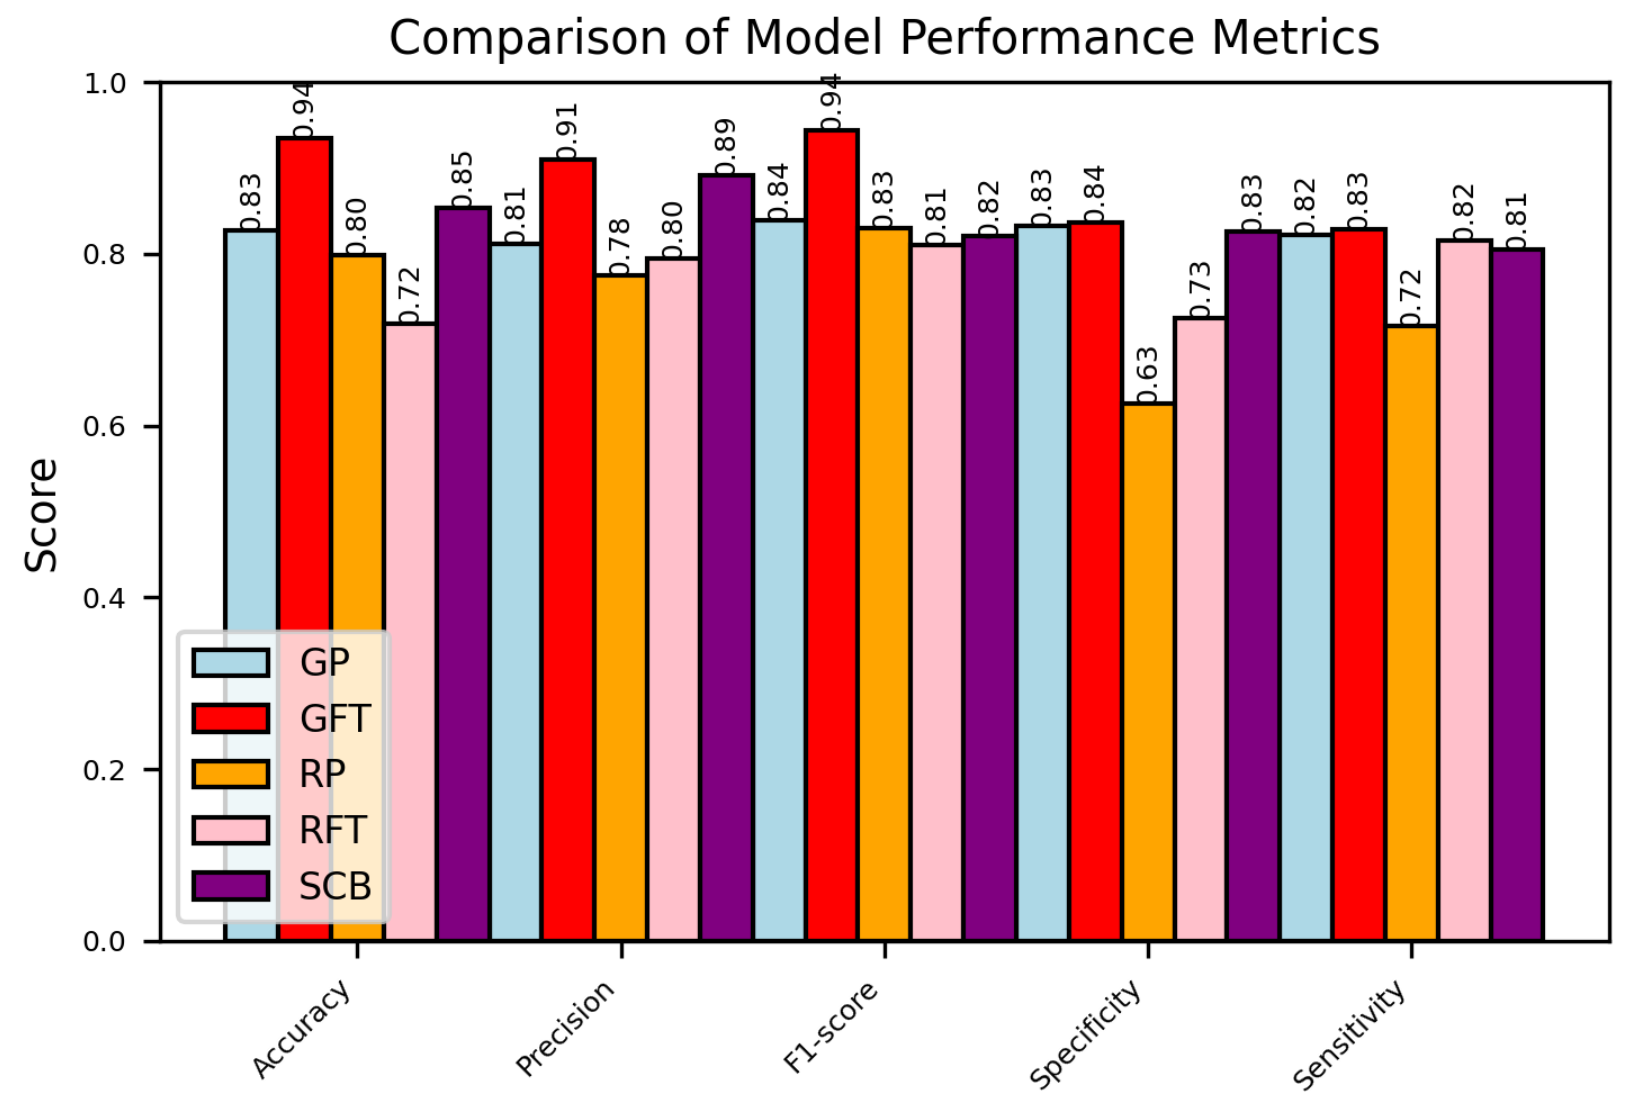 Comparison of Model Performance Metrics
Score
1.0
0.8
0.6
0.4
0.2
0.0
0.83
0.94
0.80
0.72
0.85
0.81
0.91
0.78
0.80
0.89
0.84
0.94
0.83
0.81
0.82
0.83
0.84
0.63
0.73
0.83
0.82
0.83
0.72
0.82
0.81
GP
GFT
RP
RFT
SCB
Accuracy
Precision
F1-score
Specificity
Sensitivity